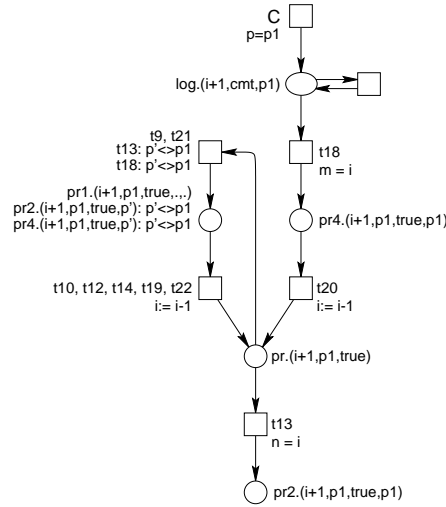 C
p=p1
log.(i+1,cmt,p1)
t9, t21
t13: p'<>p1
t18: p'<>p1
t18
m = i
pr1.(i+1,p1,true,.,.)
pr2.(i+1,p1,true,p'): p'<>p1
pr4.(i+1,p1,true,p'): p'<>p1
pr4.(i+1,p1,true,p1)
t10, t12, t14, t19, t22
i:= i-1
t20
i:= i-1
pr.(i+1,p1,true)
t13
n = i
pr2.(i+1,p1,true,p1)